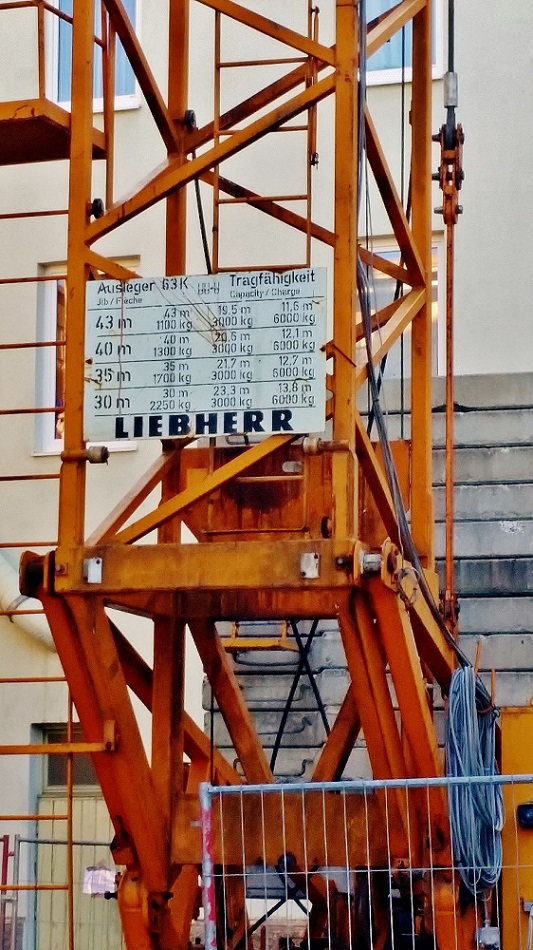 Ausleger 63K Tragfähigkeit
Jib / Flèche Capacity / Charge
43 m 43 m 19,5 m 11,6 m
1100 kg 3000 kg 6000 kg
40 m 40 m 20,6 m 12,1 m
1300 kg 3000 kg 6000 kg
35 m 35 m 21,7 m 12,7 m
1700 kg 3000 kg 6000 kg
30 m 30 m 23,3 m 13,6 m
2250 kg 3000 kg 6000 kg
LIEBHERR